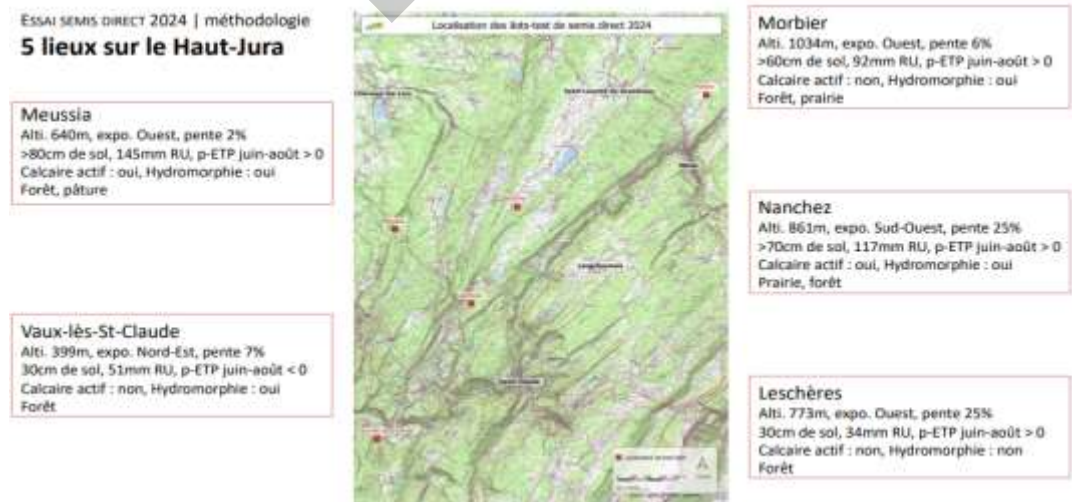 ESSAI SEMIS DIRECT 2024 | méthodologie
5 lieux sur le Haut-Jura
Meussia
Alti. 640m, expo. Ouest, pente 2%
>80cm de sol, 145mm RU, p-ETP juin-août > 0
Calcaire actif : oui, Hydromorphie : oui
Forêt, pâture
Vaux-lès-St-Claude
Alti. 399m, expo. Nord-Est, pente 7%
30cm de sol, 51mm RU, p-ETP juin-août < 0
Calcaire actif : non, Hydromorphie : oui
Forêt
Localisation des îlots-test de semis direct 2024
Morbier
Alti. 1034m, expo. Ouest, pente 6%
>60cm de sol, 92mm RU, p-ETP juin-août > 0
Calcaire actif : non, Hydromorphie : oui
Forêt, prairie
Nanchez
Alti. 861m, expo. Sud-Ouest, pente 25%
>70cm de sol, 117mm RU, p-ETP juin-août > 0
Calcaire actif : oui, Hydromorphie : oui
Prairie, forêt
Leschères
Alti. 773m, expo. Ouest, pente 25%
30cm de sol, 34mm RU, p-ETP juin-août > 0
Calcaire actif : non, Hydromorphie : non
Forêt